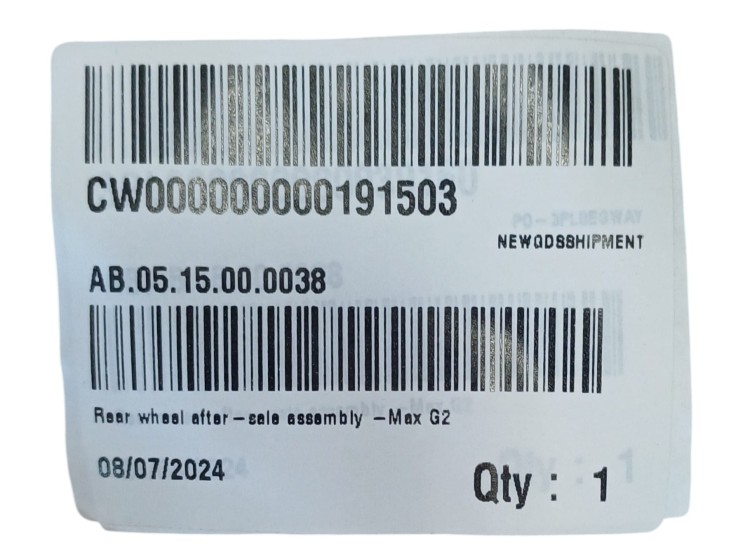 CW000000000191503
PO-3PLSEGWAY
NEWQDSSHIPMENT
AB.05.15.00.0038
Rear wheel after-sale assembly -Max G2
08/07/2024
Qty : 1